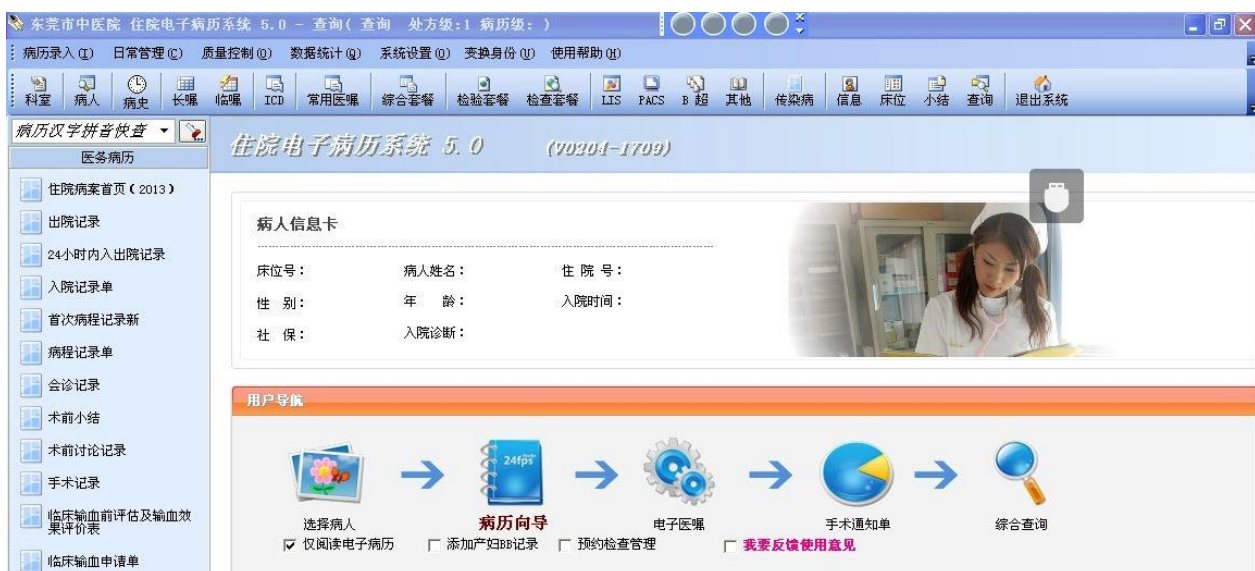 东莞市中医院 住院电子病历系统 5.0 - 查询( 查询 处方级:1 病历级: )
病历录入(I) 日常管理(C) 质量控制(Q) 数据统计(Q) 系统设置(O) 变换身份(U) 使用帮助(H)
科室 病人 病史 长嘱 临嘱 ICD 常用医嘱 综合套餐 检验套餐 检查套餐 LIS PACS B 超 其他 传染病 信息 床位 小结 查询 退出系统
病历汉字拼音快查
医务病历
住院病案首页(2013)
出院记录
24小时内入出院记录
入院记录单
首次病程记录新
病程记录单
会诊记录
术前小结
术前讨论记录
手术记录
临床输血前评估及输血效
果评价表
临床输血申请单
住院电子病历系统 5.0 (V0204-1709)
病人信息卡
床位号: 病人姓名: 住 院 号:
性 别: 年 龄: 入院时间:
社 保: 入院诊断:
用户导航
24fps
选择病人 病历向导 电子医嘱 手术通知单 综合查询
仅阅读电子病历 添加产妇BB记录 预约检查管理 我要反馈使用意见